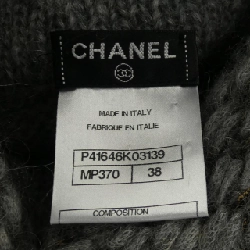 CHANEL
MADE IN ITALY
FABRIQUE EN ITALIE
P41646K03139
MP370 38
COMPOSITION